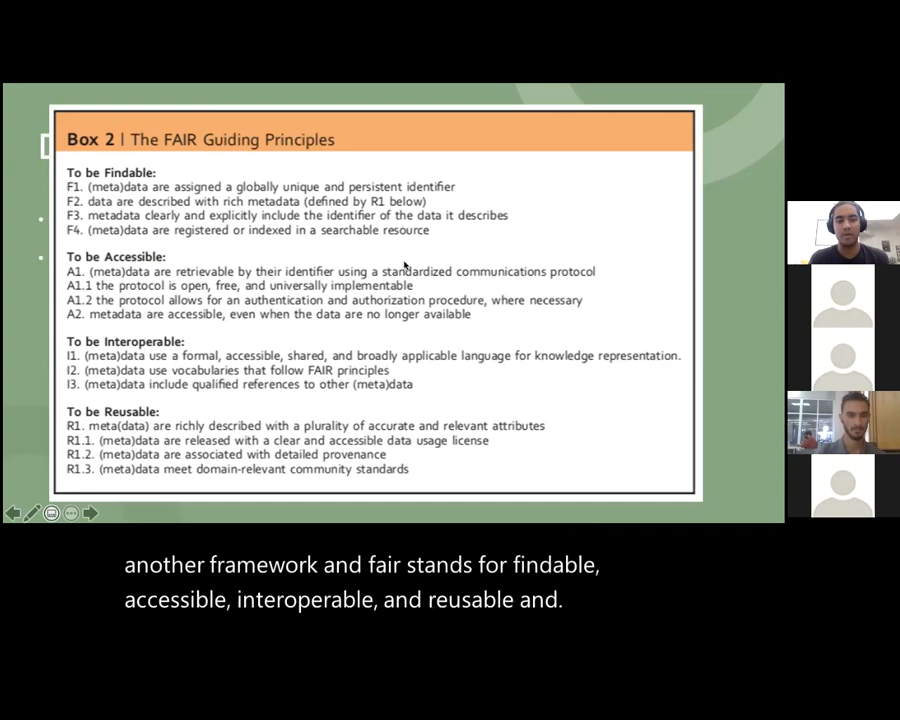 Box 2 | The FAIR Guiding Principles
To be Findable:
F1. (meta)data are assigned a globally unique and persistent identifier
F2. data are described with rich metadata (defined by R1 below)
F3. metadata clearly and explicitly include the identifier of the data it describes
F4. (meta)data are registered or indexed in a searchable resource
To be Accessible:
A1. (meta)data are retrievable by their identifier using a standardized communications protocol
A1.1 the protocol is open, free, and universally implementable
A1.2 the protocol allows for an authentication and authorization procedure, where necessary
A2. metadata are accessible, even when the data are no longer available
To be Interoperable:
I1. (meta)data use a formal, accessible, shared, and broadly applicable language for knowledge representation.
I2. (meta)data use vocabularies that follow FAIR principles
I3. (meta)data include qualified references to other (meta)data
To be Reusable:
R1. meta(data) are richly described with a plurality of accurate and relevant attributes
R1.1. (meta)data are released with a clear and accessible data usage license
R1.2. (meta)data are associated with detailed provenance
R1.3. (meta)data meet domain-relevant community standards
another framework and fair stands for findable,
accessible, interoperable, and reusable and.